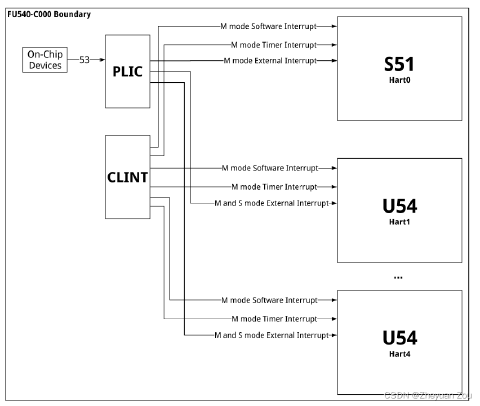 FU540-C000 Boundary
On-Chip
Devices
53
PLIC
CLINT
M mode Software Interrupt
M mode Timer Interrupt
M mode External Interrupt
S51
Hart0
M mode Software Interrupt
M mode Timer Interrupt
M and S mode External Interrupt
U54
Hart1
...
M mode Software Interrupt
M mode Timer Interrupt
M and S mode External Interrupt
U54
Hart4
CSDN @Zheyuan Zou